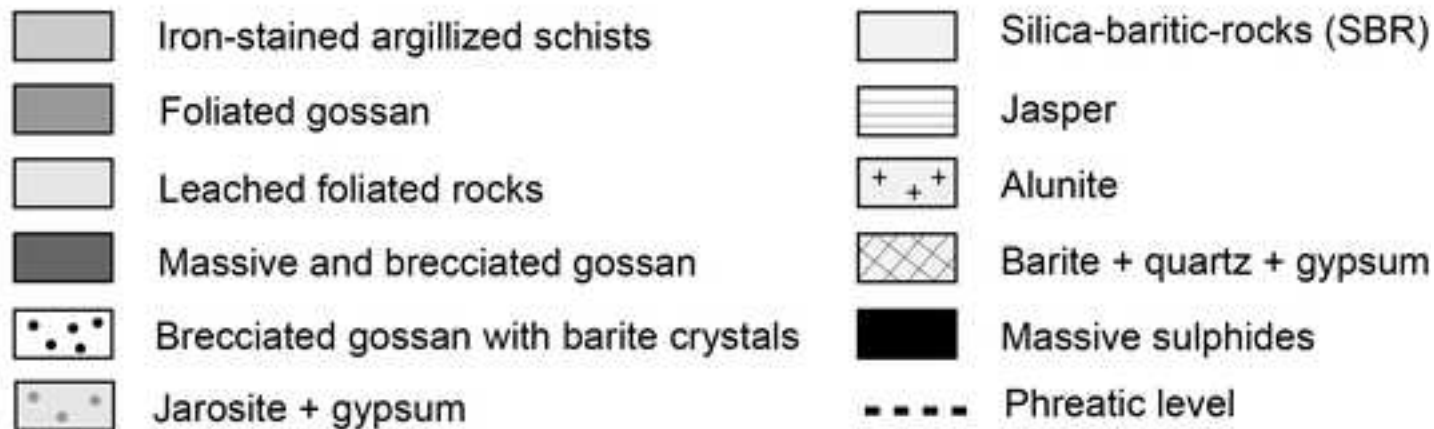 Iron-stained argillized schists
Foliated gossan
Leached foliated rocks
Massive and brecciated gossan
Brecciated gossan with barite crystals
Jarosite + gypsum
Silica-baritic-rocks (SBR)
Jasper
Alunite
Barite + quartz + gypsum
Massive sulphides
Phreatic level